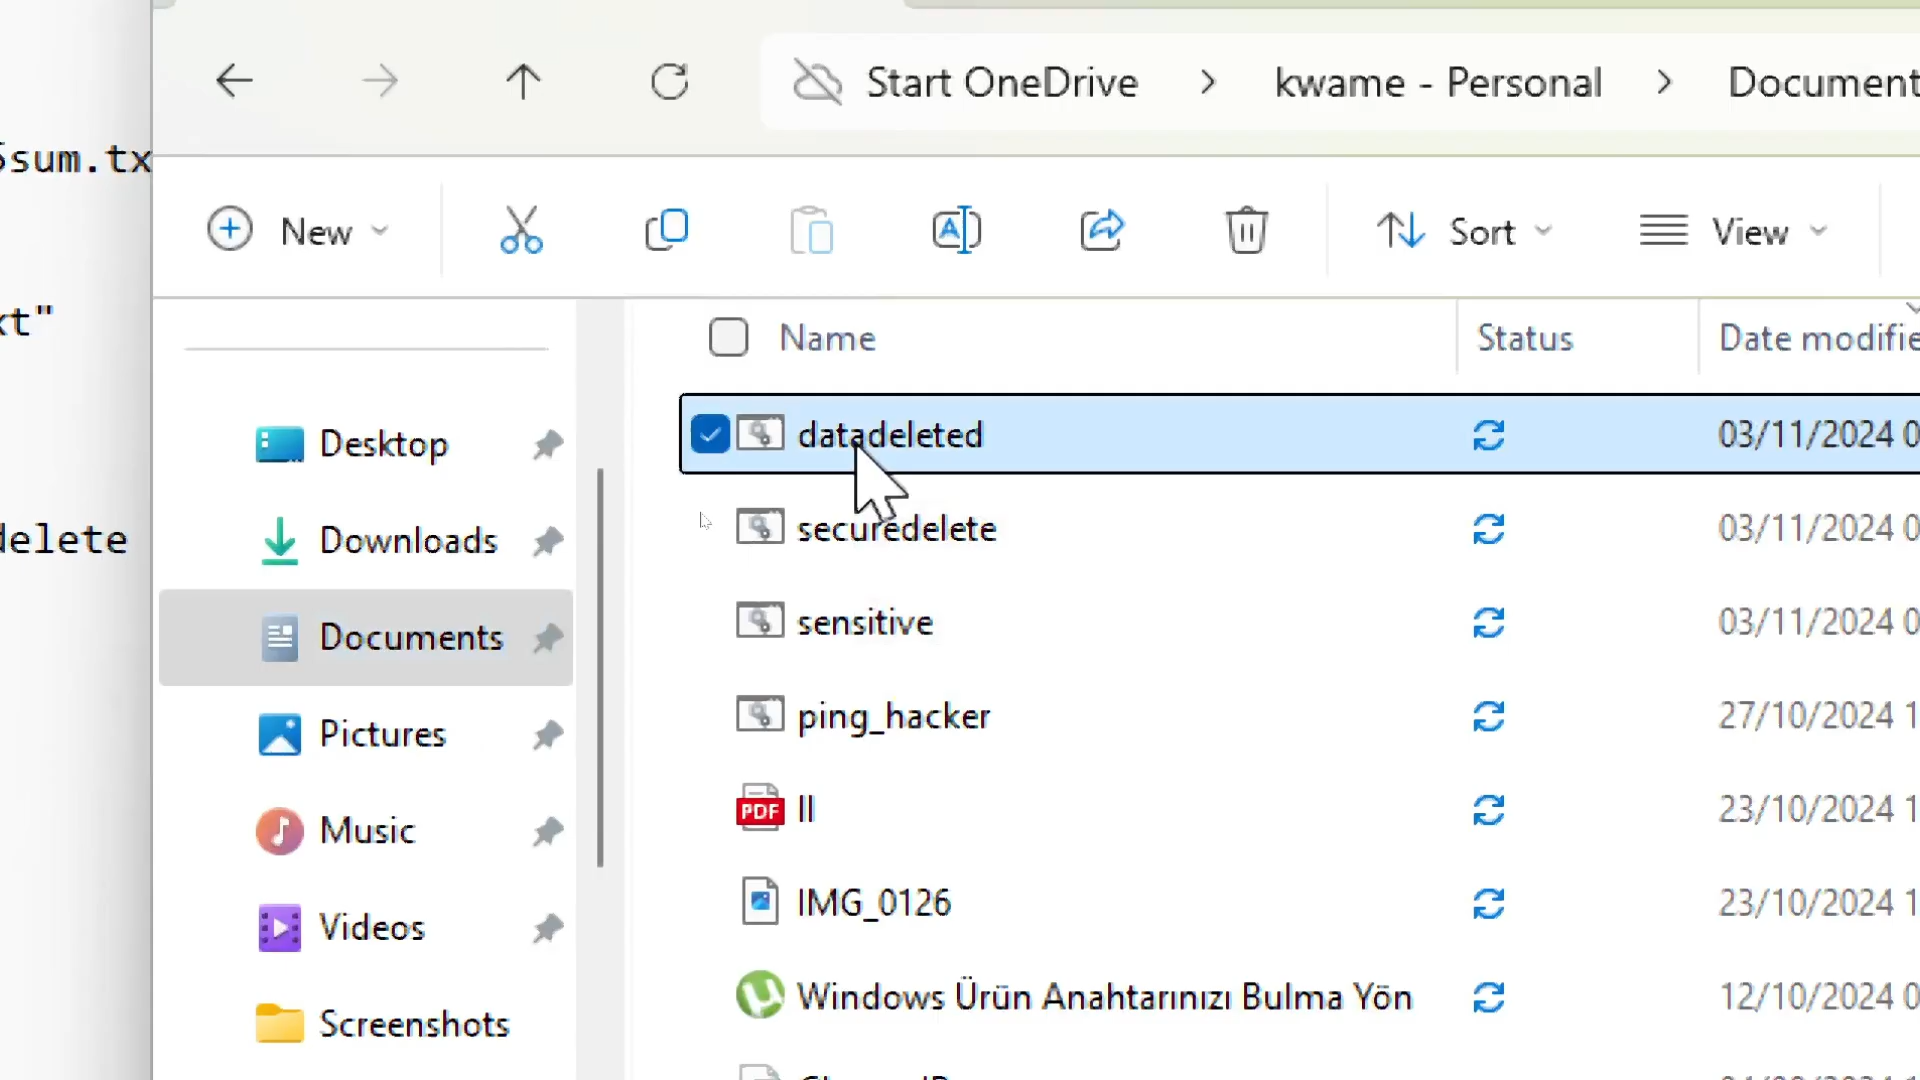 Start OneDrive > kwame - Personal > Document
5sum.tx
New
Sort
View
xt"
Name
Status
Date modifie
Desktop
datadeleted
03/11/2024 0
Downloads
delete
securedelete
03/11/2024 0
Documents
sensitive
03/11/2024 0
Pictures
ping_hacker
27/10/2024 1
Music
PDF
ll
23/10/2024 1
Videos
IMG_0126
23/10/2024 1
Screenshots
Windows Ürün Anahtarınızı Bulma Yön
12/10/2024 0